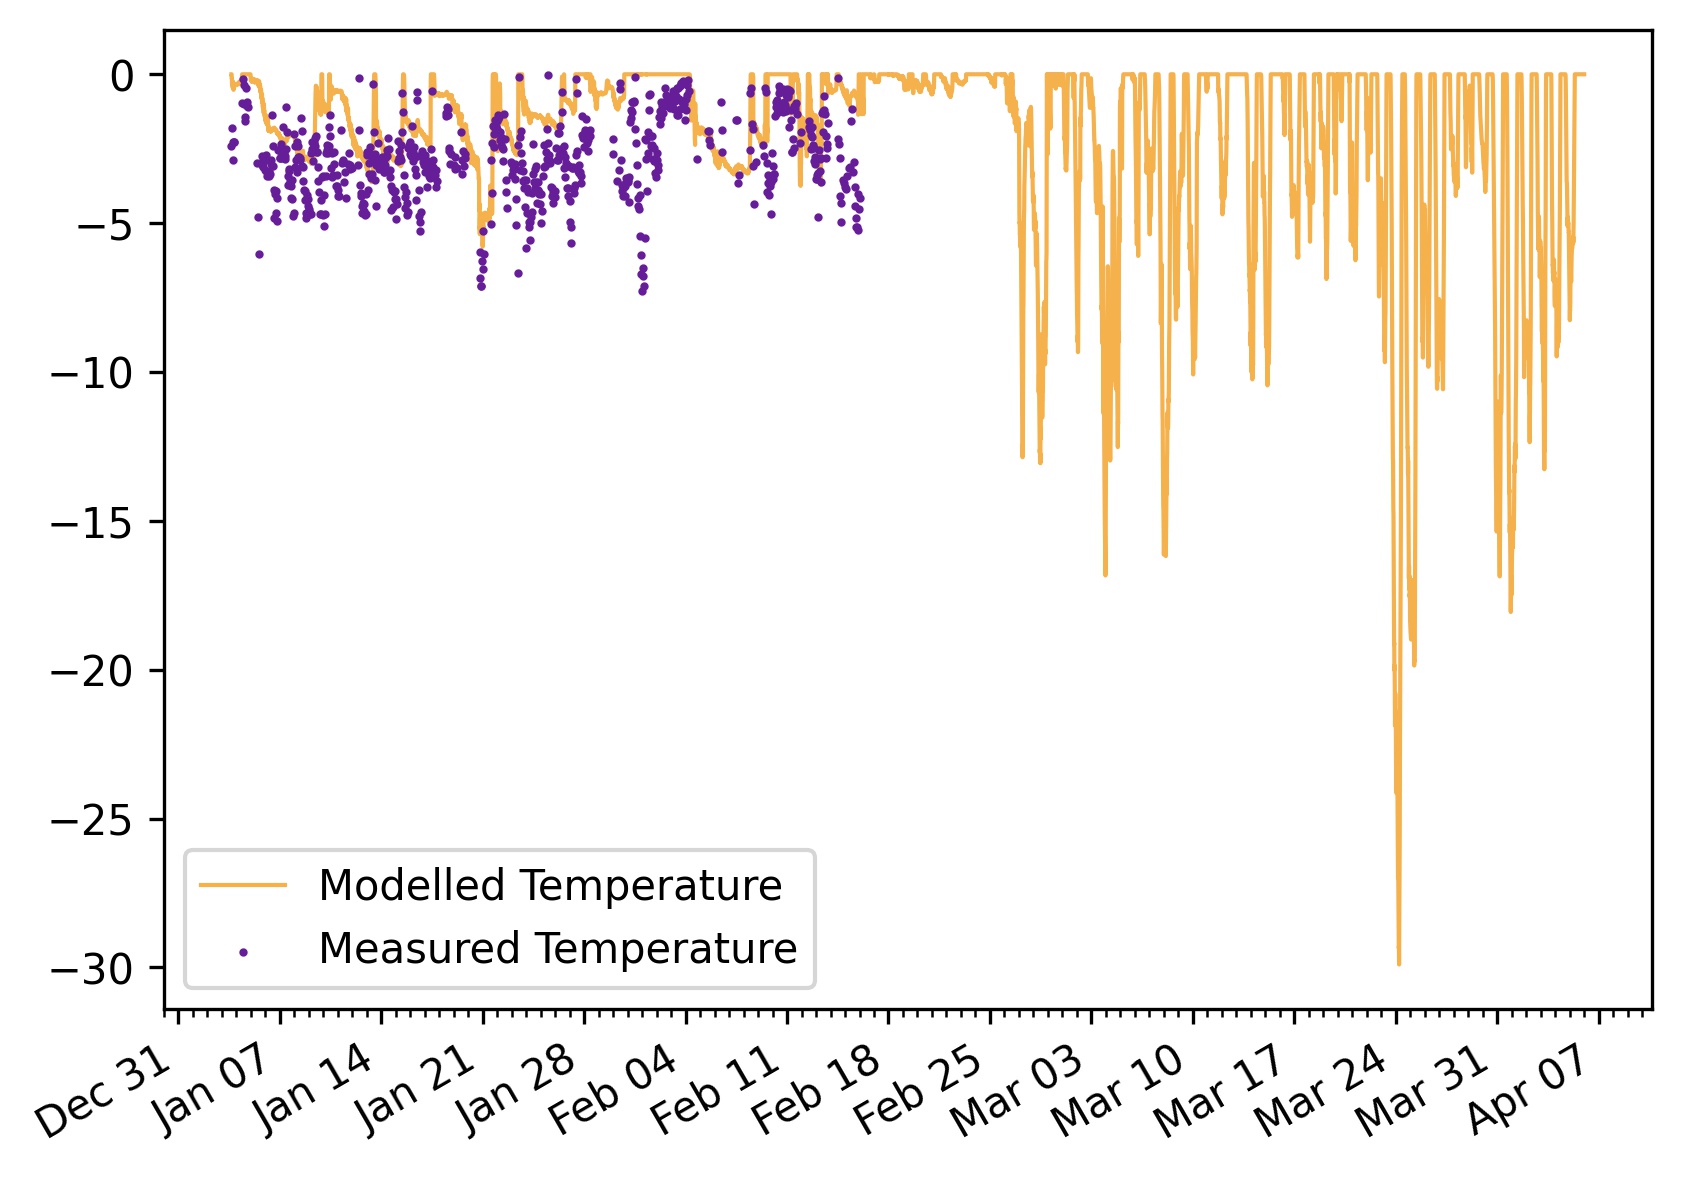 0
−5
−10
−15
−20
−25
−30
Modelled Temperature
Measured Temperature
Dec 31
Jan 07
Jan 14
Jan 21
Jan 28
Feb 04
Feb 11
Feb 18
Feb 25
Mar 03
Mar 10
Mar 17
Mar 24
Mar 31
Apr 07